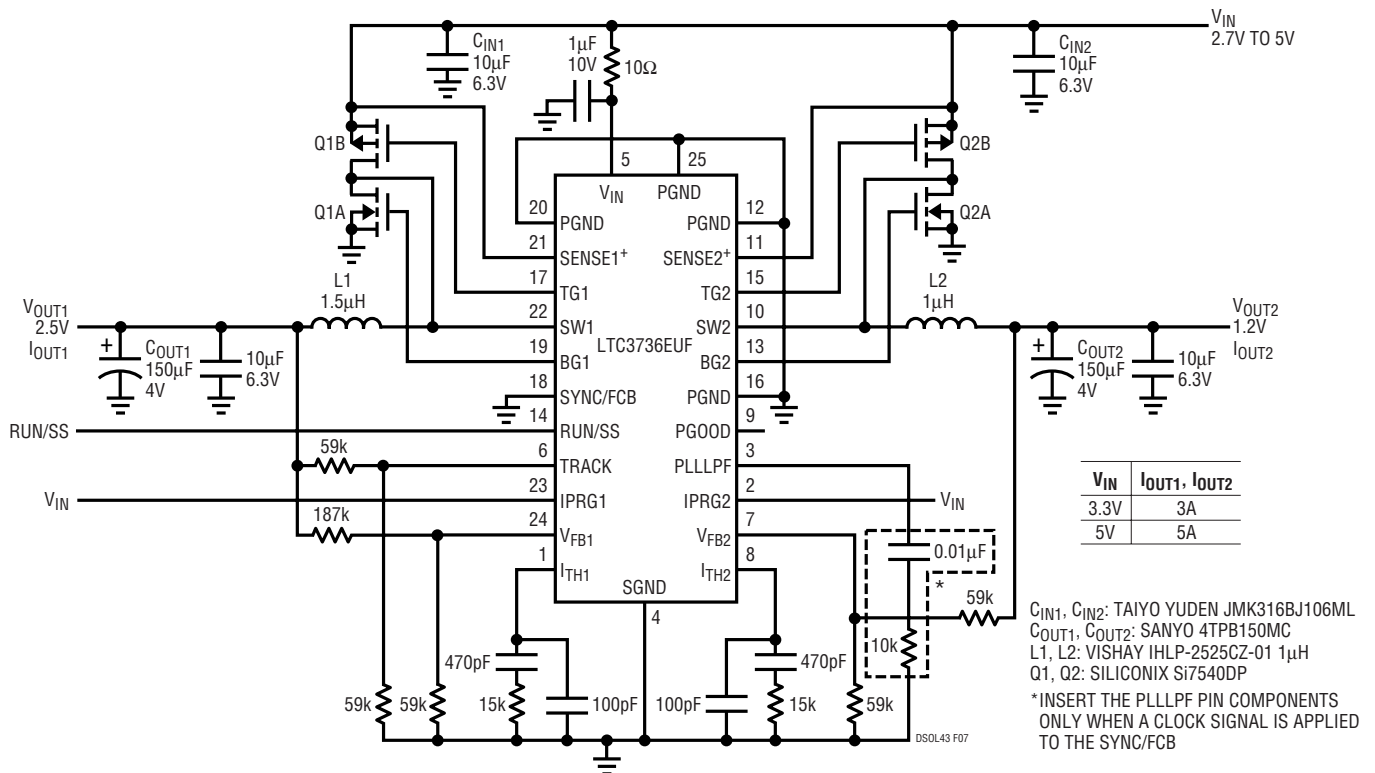 VIN
2.7V TO 5V
CIN1
10µF
6.3V
1µF
10V
10Ω
CIN2
10µF
6.3V
Q1B
Q2B
Q1A
Q2A
5
25
VIN
PGND
20
PGND
12
PGND
21
SENSE1+
11
SENSE2+
17
TG1
15
TG2
22
SW1
10
SW2
LTC3736EUF
19
BG1
13
BG2
18
SYNC/FCB
16
PGND
14
RUN/SS
9
PGOOD
6
TRACK
3
PLLLPF
23
IPRG1
2
IPRG2
24
VFB1
7
VFB2
1
ITH1
8
ITH2
SGND
4
L1
1.5µH
L2
1µH
VOUT1
2.5V
IOUT1
+
COUT1
150µF
4V
10µF
6.3V
VOUT2
1.2V
IOUT2
+
COUT2
150µF
4V
10µF
6.3V
RUN/SS
59k
VIN
187k
VIN
0.01µF
*
10k
59k
59k
59k
470pF
15k
100pF
100pF
470pF
15k
59k
DSOL43 F07
VIN IOUT1, IOUT2
3.3V 3A
5V 5A
CIN1, CIN2: TAIYO YUDEN JMK316BJ106ML
COUT1, COUT2: SANYO 4TPB150MC
L1, L2: VISHAY IHLP-2525CZ-01 1µH
Q1, Q2: SILICONIX Si7540DP
*INSERT THE PLLLPF PIN COMPONENTS
ONLY WHEN A CLOCK SIGNAL IS APPLIED
TO THE SYNC/FCB